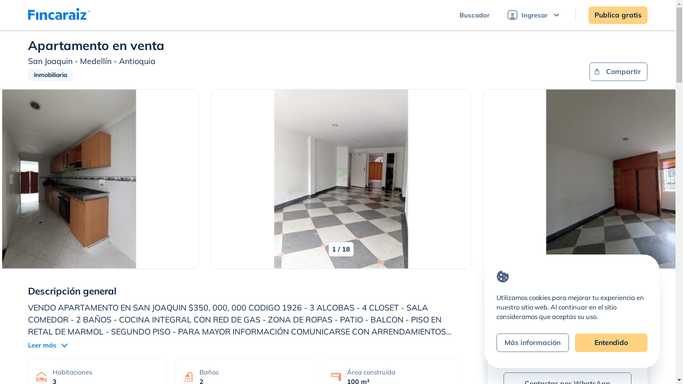 Fincaraiz
Buscador
Ingresar
Publica gratis
Apartamento en venta
San Joaquin - Medellín - Antioquia
Inmobiliaria
Compartir
1 / 18
Descripción general
VENDO APARTAMENTO EN SAN JOAQUIN $350, 000, 000 CODIGO 1926 - 3 ALCOBAS - 4 CLOSET - SALA
COMEDOR - 2 BAÑOS - COCINA INTEGRAL CON RED DE GAS - ZONA DE ROPAS - PATIO - BALCON - PISO EN
RETAL DE MARMOL - SEGUNDO PISO - PARA MAYOR INFORMACIÓN COMUNICARSE CON ARRENDAMIENTOS...
Leer más
Habitaciones
3
Baños
2
Área construida
100 m²
Utilizamos cookies para mejorar tu experiencia en
nuestro sitio web. Al continuar en el sitio
consideramos que aceptas su uso.
Más información
Entendido
Contactar por WhatsApp